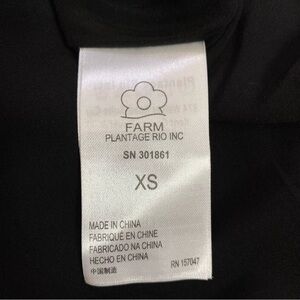 FARM
PLANTAGE RIO INC
SN 301861
XS
MADE IN CHINA
FABRIQUÉ EN CHINE
FABRICADO NA CHINA
HECHO EN CHINA
中国制造
RN 157047